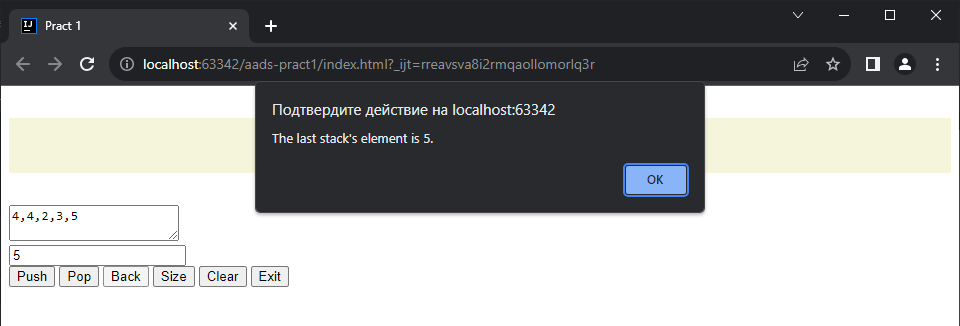 Pract 1
localhost:63342/aads-pract1/index.html?_ijt=rreavsva8i2rmqaollomorlq3r
Подтвердите действие на localhost:63342
The last stack's element is 5.
OK
4,4,2,3,5
5
Push Pop Back Size Clear Exit